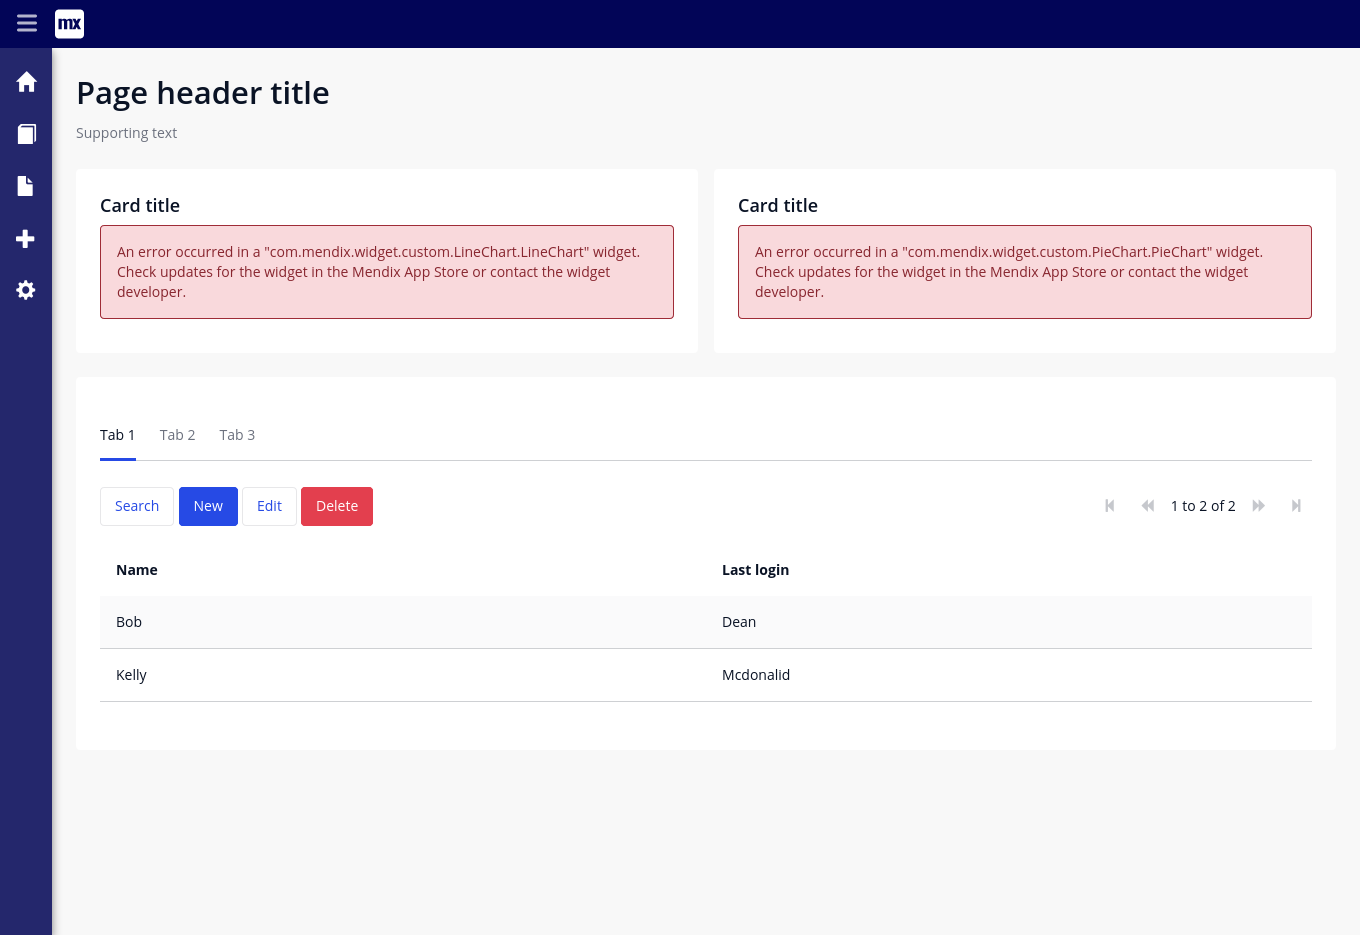 mx
Page header title
Supporting text
Card title
An error occurred in a "com.mendix.widget.custom.LineChart.LineChart" widget.
Check updates for the widget in the Mendix App Store or contact the widget
developer.
Card title
An error occurred in a "com.mendix.widget.custom.PieChart.PieChart" widget.
Check updates for the widget in the Mendix App Store or contact the widget
developer.
Tab 1 Tab 2 Tab 3
Search New Edit Delete 1 to 2 of 2
Name Last login
Bob Dean
Kelly Mcdonalid